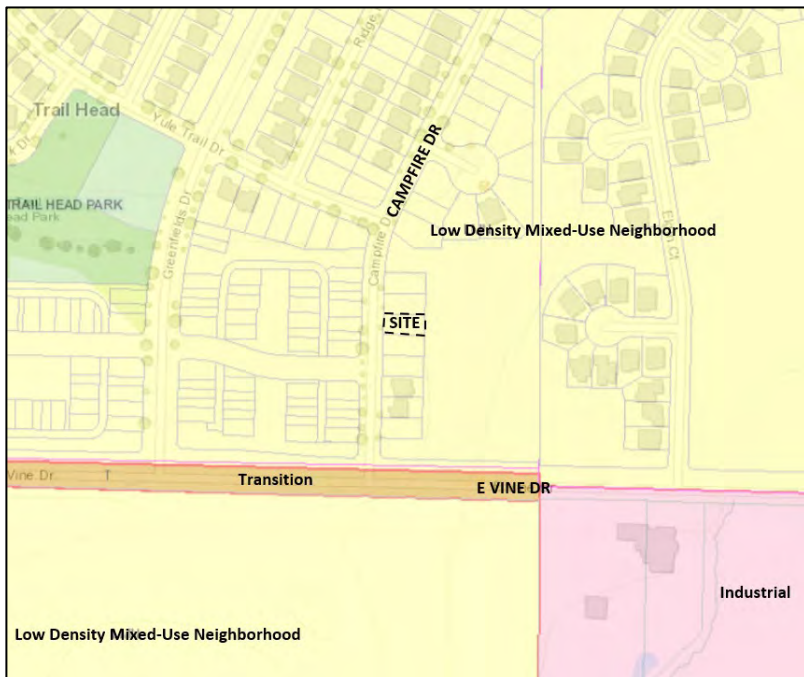 Ridge
Trail Head
Yule Trail Dr
CAMPFIRE DR
TRAIL HEAD PARK
ead Park
Greenfields Dr
Campfire D
Low Density Mixed-Use Neighborhood
SITE
Vine Dr
Transition
E VINE DR
Industrial
Low Density Mixed-Use Neighborhood